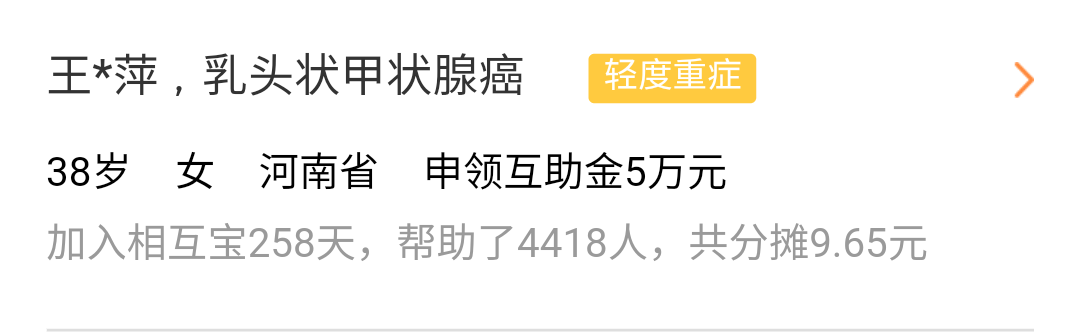 王*萍，乳头状甲状腺癌 轻度重症
38岁 女 河南省 申领互助金5万元
加入相互宝258天，帮助了4418人，共分摊9.65元